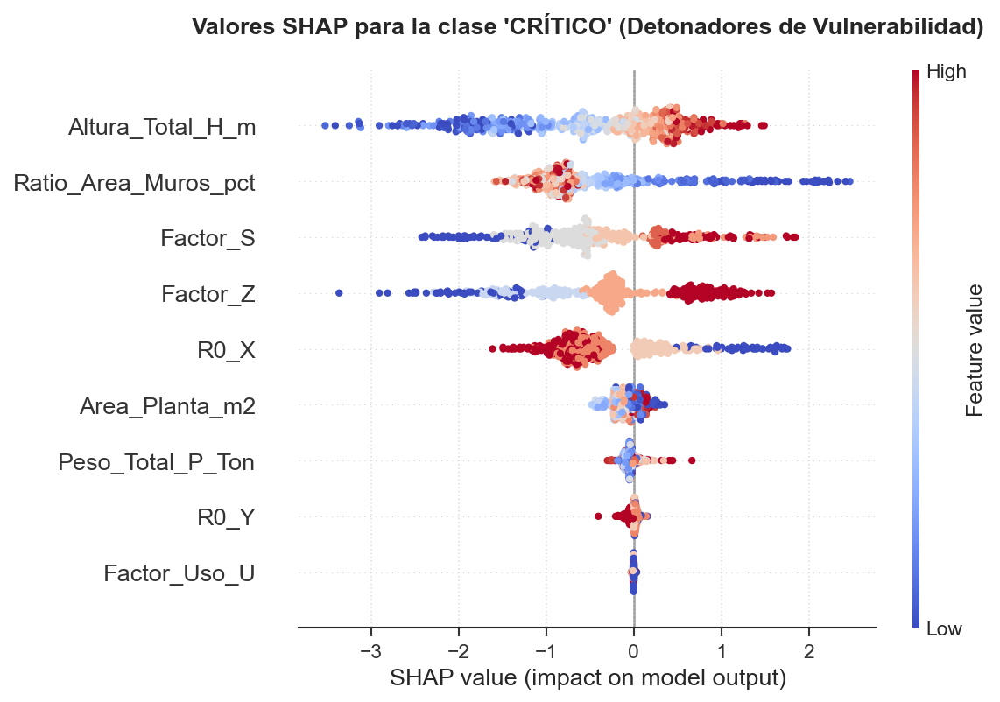 Valores SHAP para la clase 'CRÍTICO' (Detonadores de Vulnerabilidad)
High
Altura_Total_H_m
Ratio_Area_Muros_pct
Factor_S
Factor_Z
R0_X
Area_Planta_m2
Peso_Total_P_Ton
R0_Y
Factor_Uso_U
Feature value
Low
−3 −2 −1 0 1 2
SHAP value (impact on model output)